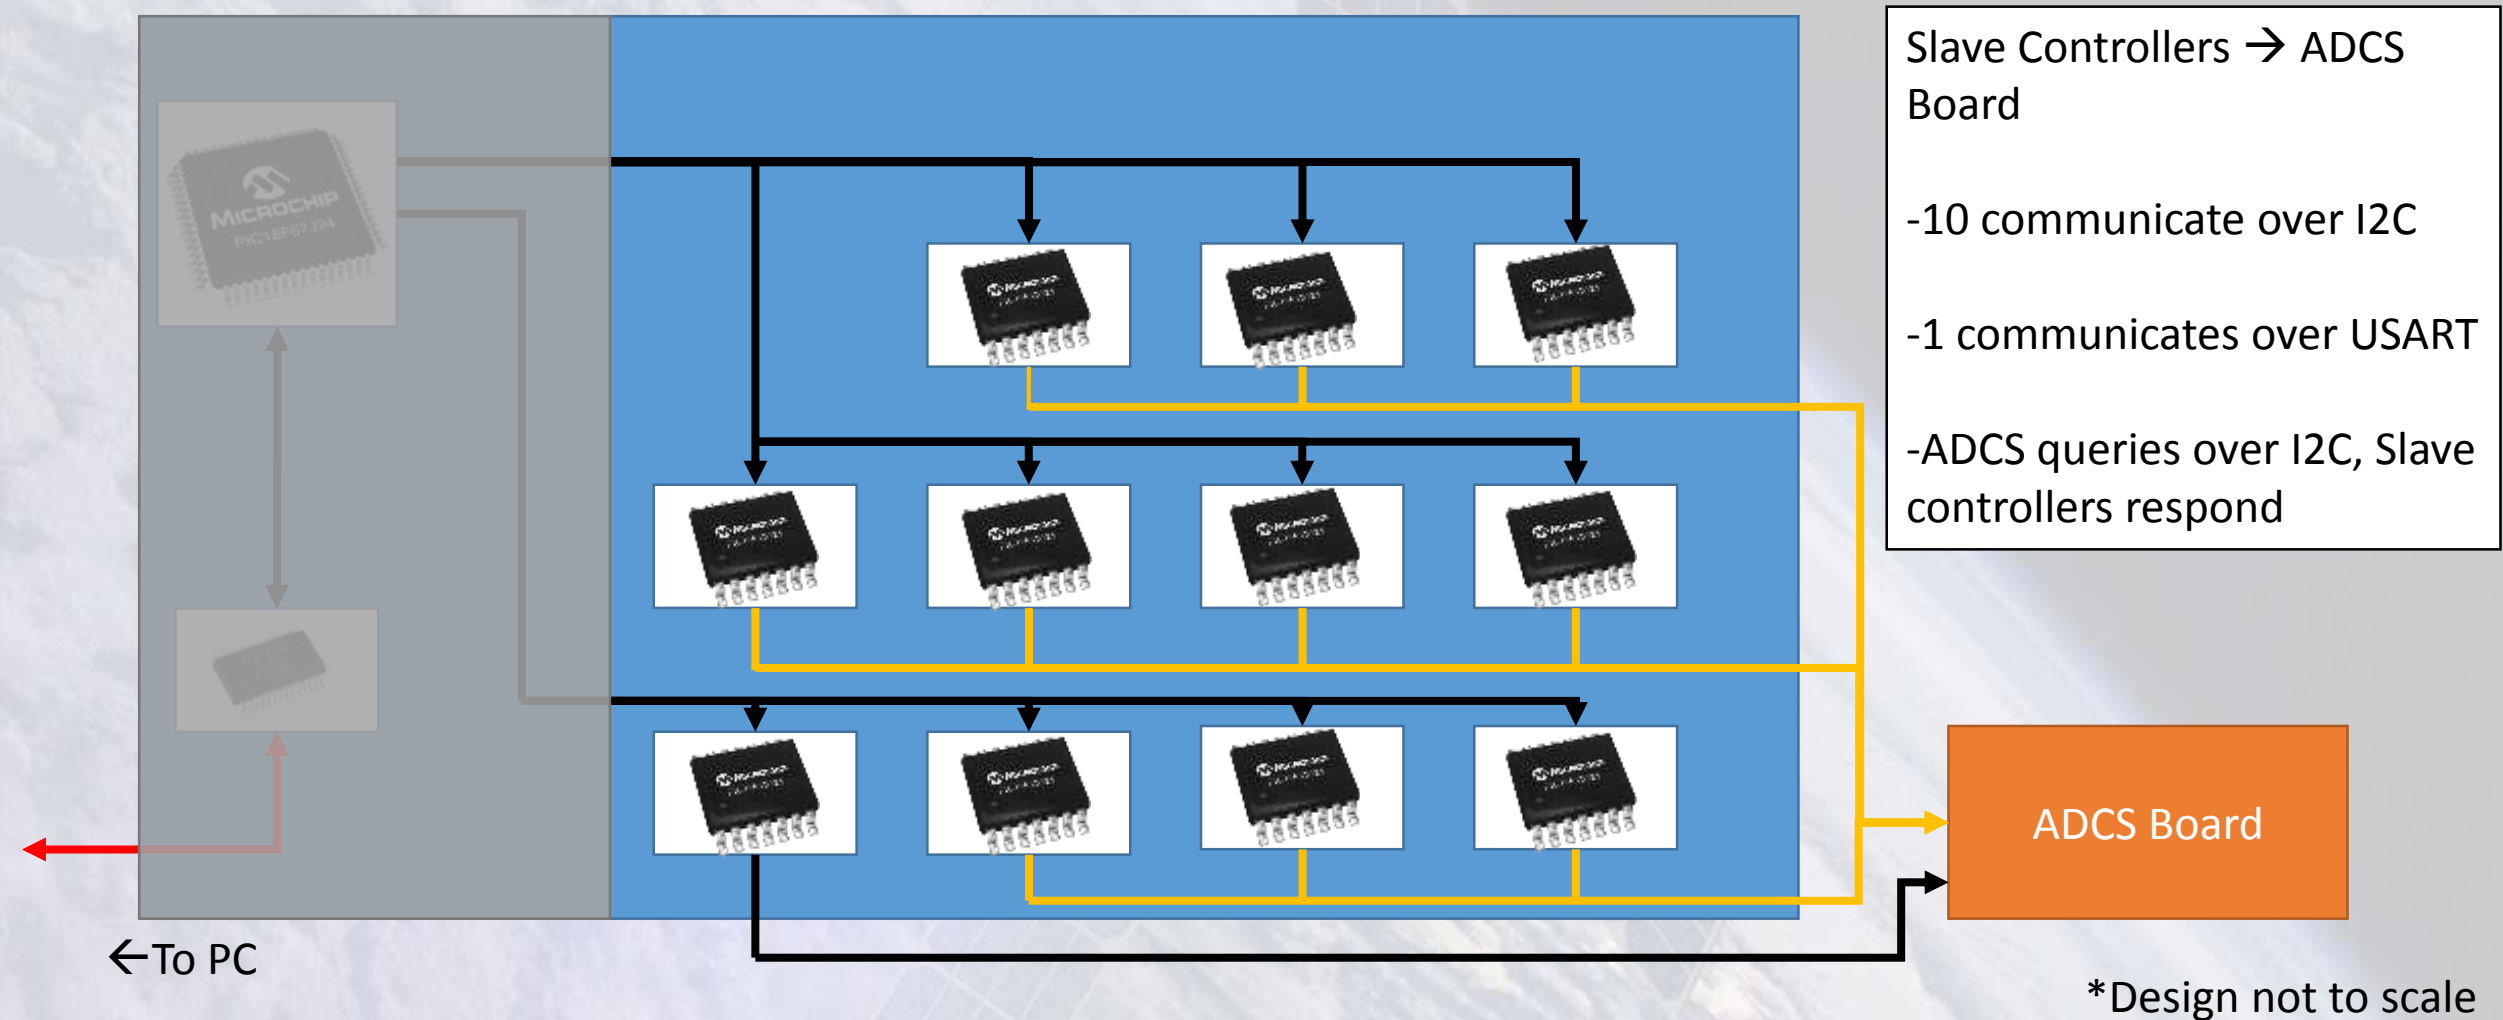 Slave Controllers → ADCS
Board
-10 communicate over I2C
-1 communicates over USART
-ADCS queries over I2C, Slave
controllers respond
MICROCHIP
PIC18F67J94
ADCS Board
←To PC
*Design not to scale